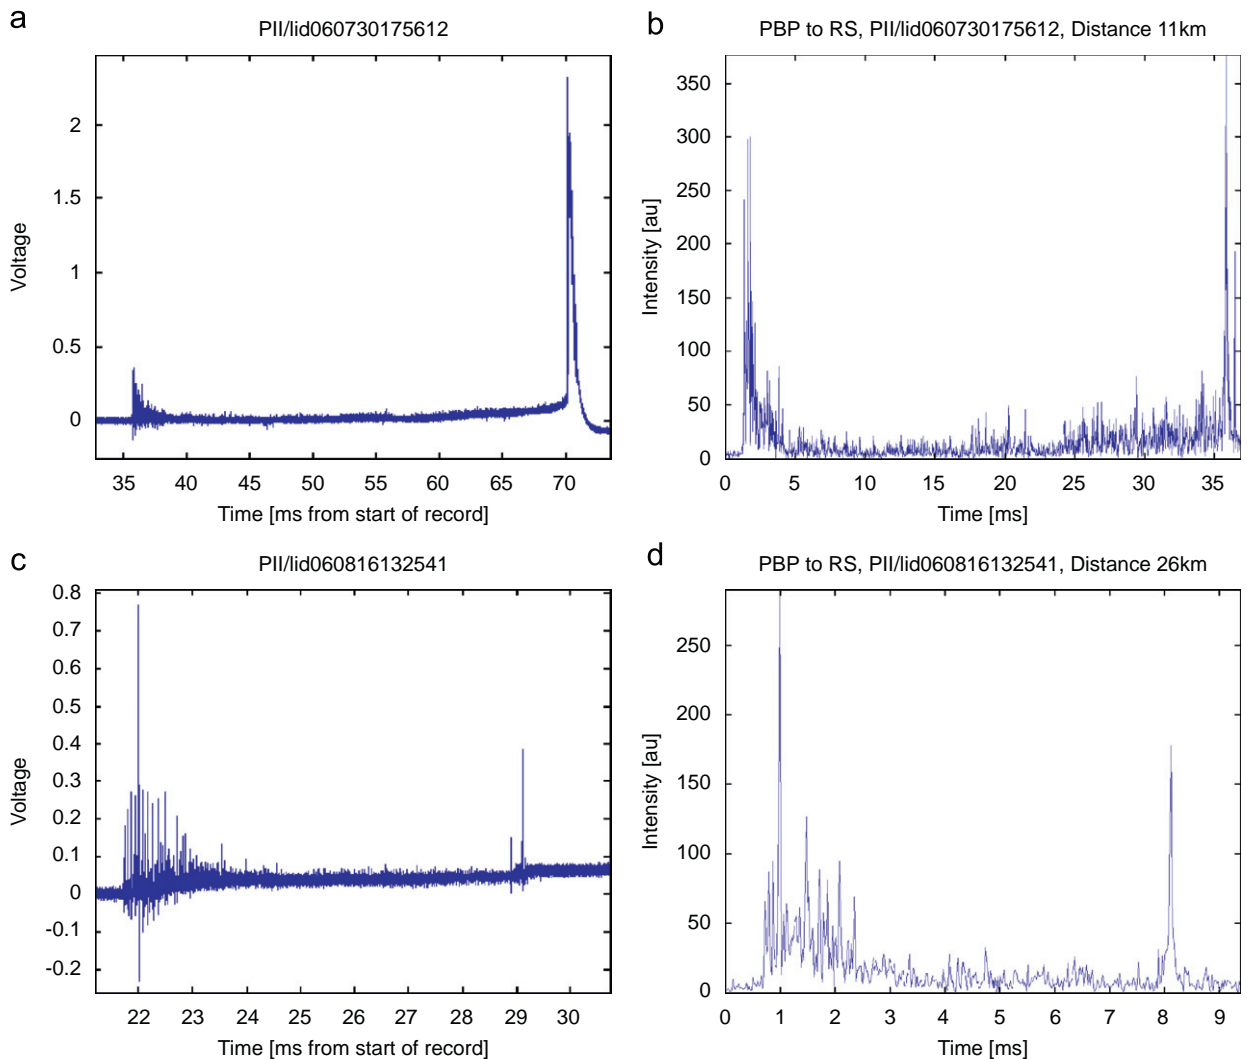 a
PII/lid060730175612
Voltage
2
1.5
1
0.5
0
35 40 45 50 55 60 65 70
Time [ms from start of record]
b
PBP to RS, PII/lid060730175612, Distance 11km
Intensity [au]
350
300
250
200
150
100
50
0
0 5 10 15 20 25 30 35
Time [ms]
c
PII/lid060816132541
Voltage
0.8
0.7
0.6
0.5
0.4
0.3
0.2
0.1
0
-0.1
-0.2
22 23 24 25 26 27 28 29 30
Time [ms from start of record]
d
PBP to RS, PII/lid060816132541, Distance 26km
Intensity [au]
250
200
150
100
50
0
0 1 2 3 4 5 6 7 8 9
Time [ms]